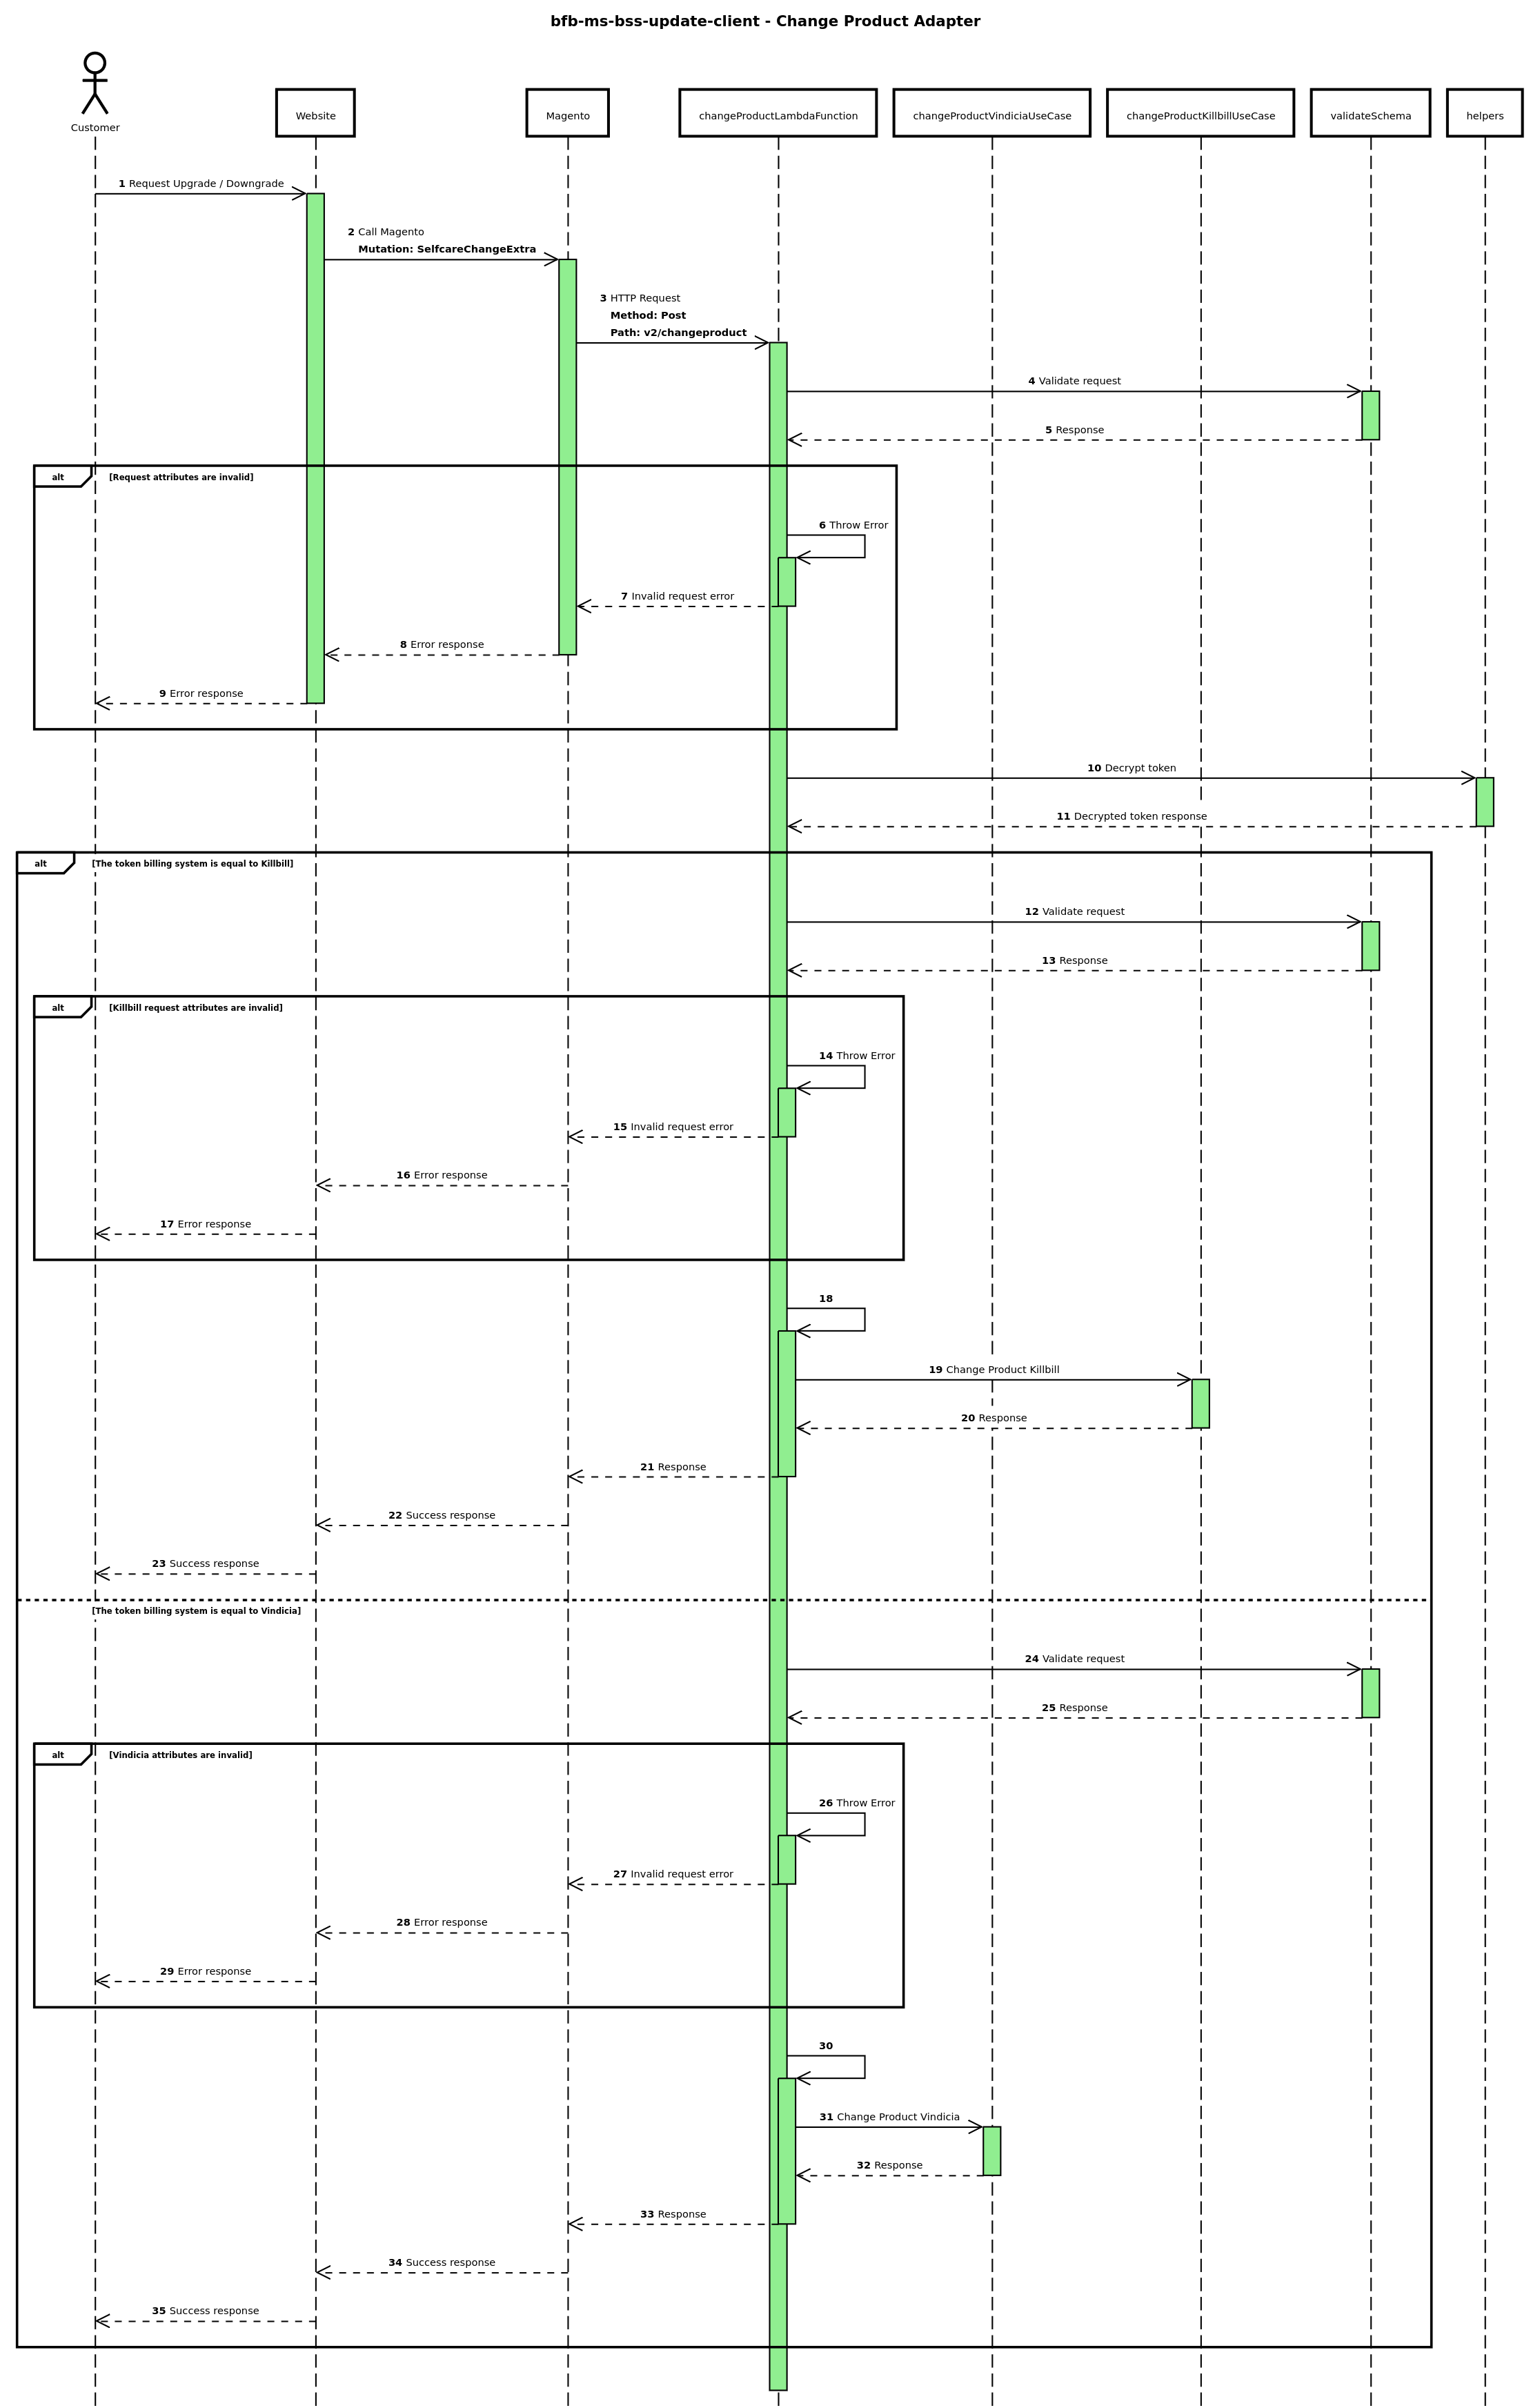 bfb-ms-bss-update-client - Change Product Adapter
Customer
Website
Magento
changeProductLambdaFunction
changeProductVindiciaUseCase
changeProductKillbillUseCase
validateSchema
helpers
1 Request Upgrade / Downgrade
2 Call Magento
Mutation: SelfcareChangeExtra
3 HTTP Request
Method: Post
Path: v2/changeproduct
4 Validate request
5 Response
alt [Request attributes are invalid]
6 Throw Error
7 Invalid request error
8 Error response
9 Error response
10 Decrypt token
11 Decrypted token response
alt [The token billing system is equal to Killbill]
12 Validate request
13 Response
alt [Killbill request attributes are invalid]
14 Throw Error
15 Invalid request error
16 Error response
17 Error response
18
19 Change Product Killbill
20 Response
21 Response
22 Success response
23 Success response
[The token billing system is equal to Vindicia]
24 Validate request
25 Response
alt [Vindicia attributes are invalid]
26 Throw Error
27 Invalid request error
28 Error response
29 Error response
30
31 Change Product Vindicia
32 Response
33 Response
34 Success response
35 Success response